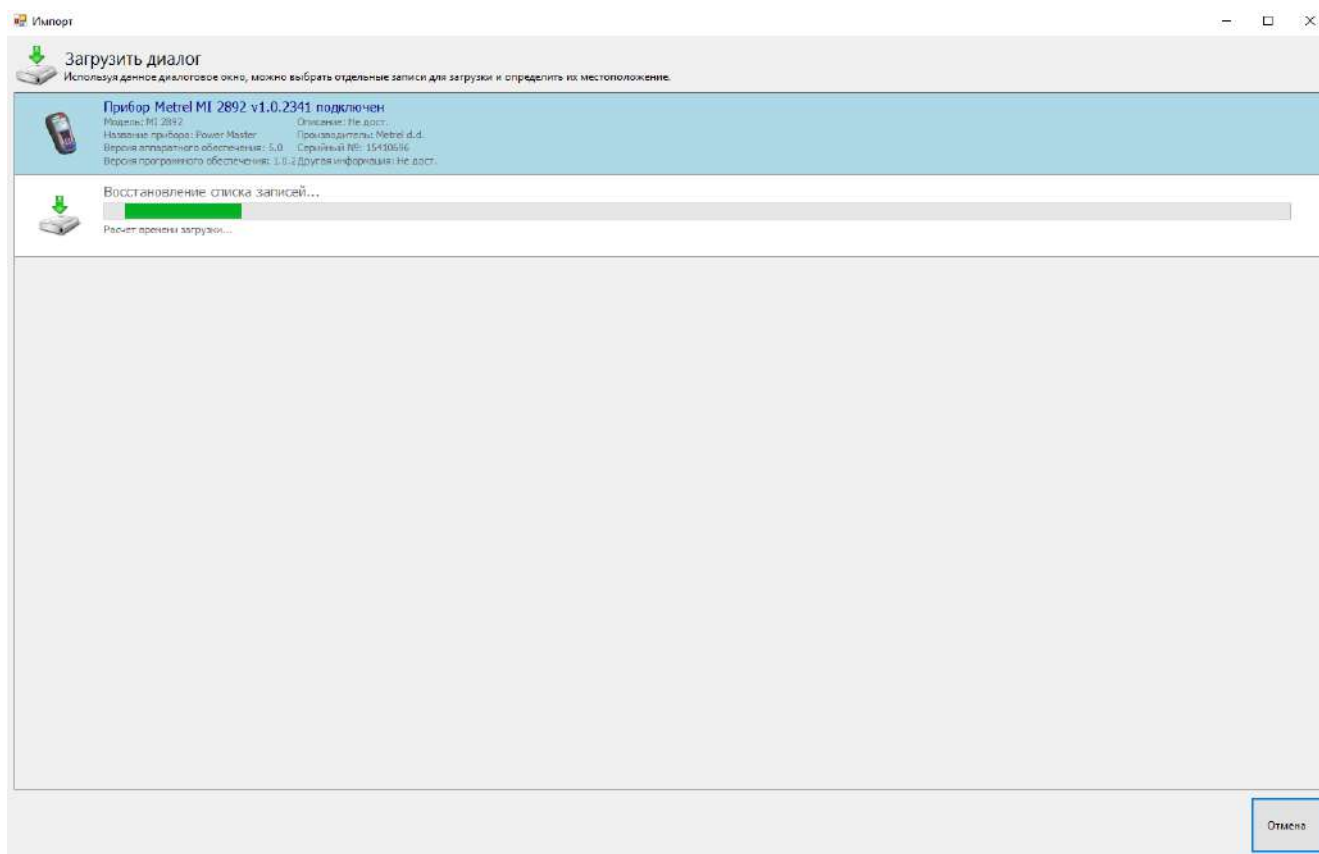 Импорт
Загрузить диалог
Используя данное диалоговое окно, можно выбрать отдельные записи для загрузки и определить их местоположение.
Прибор Metrel MI 2892 v1.0.2341 подключен
Модель: MI 2892 Описание: Не дост.
Название прибора: Power Master Производитель: Metrel d.d.
Версия аппаратного обеспечения: 5.0 Серийный №: 15410696
Версия программного обеспечения: 1.0.2 Другая информация: Не дост.
Восстановление списка записей...
Расчет времени загрузки...
Отмена